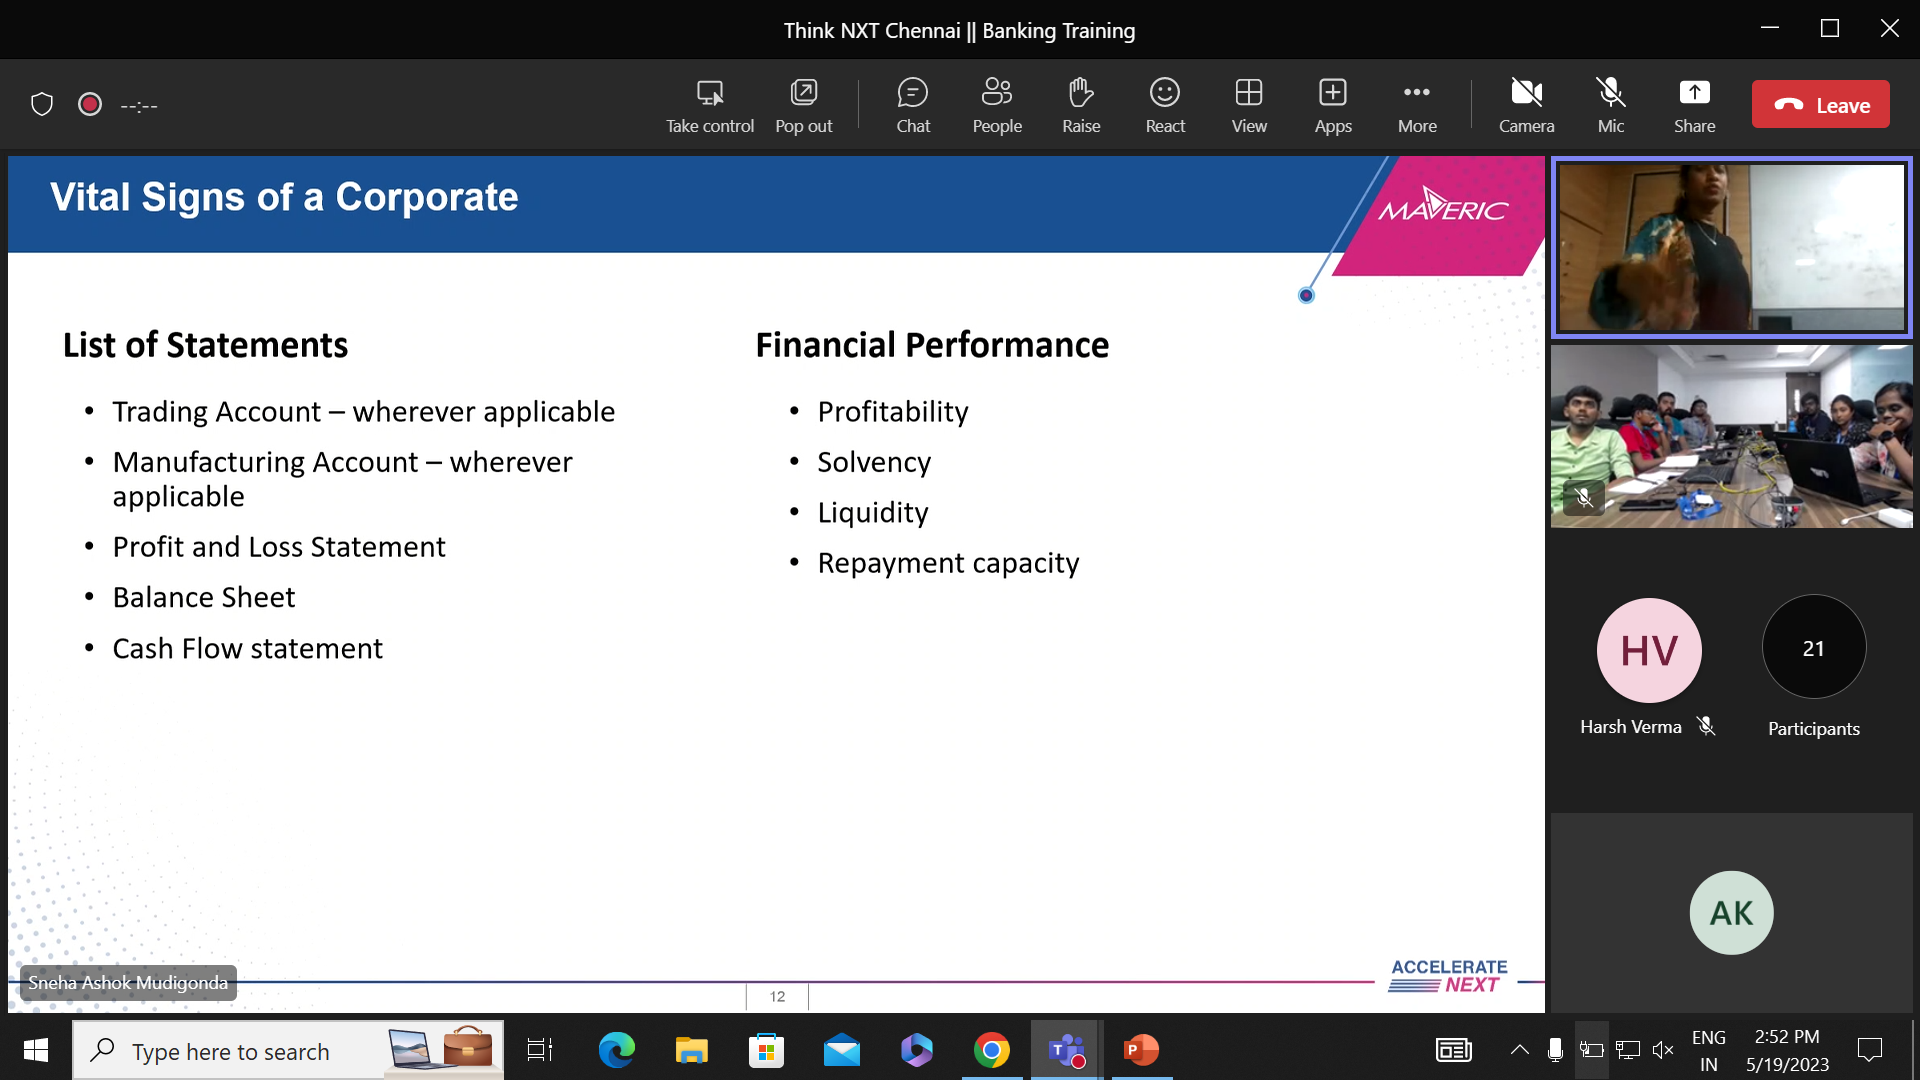 Think NXT Chennai || Banking Training
--:--
Take control
Pop out
Chat
People
Raise
React
View
Apps
More
Camera
Mic
Share
Leave
Vital Signs of a Corporate
MAVERIC
List of Statements
• Trading Account – wherever applicable
• Manufacturing Account – wherever
applicable
• Profit and Loss Statement
• Balance Sheet
• Cash Flow statement
Financial Performance
• Profitability
• Solvency
• Liquidity
• Repayment capacity
HV
Harsh Verma
21
Participants
AK
Sneha Ashok Mudigonda
12
ACCELERATE
NEXT
Type here to search
T
P
ENG
IN
2:52 PM
5/19/2023